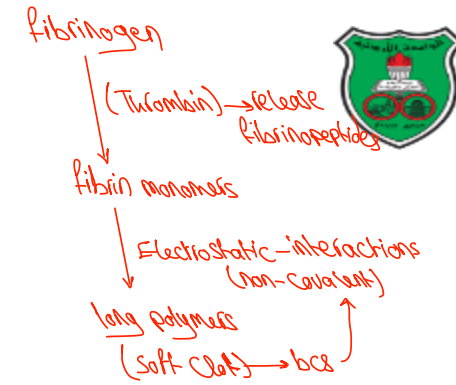 fibrinogen
(Thrombin) → release
fibrinopeptides
fibrin monomers
Electrostatic-interactions
(non-covalent)
long polymers
(Soft Clot) → bcs